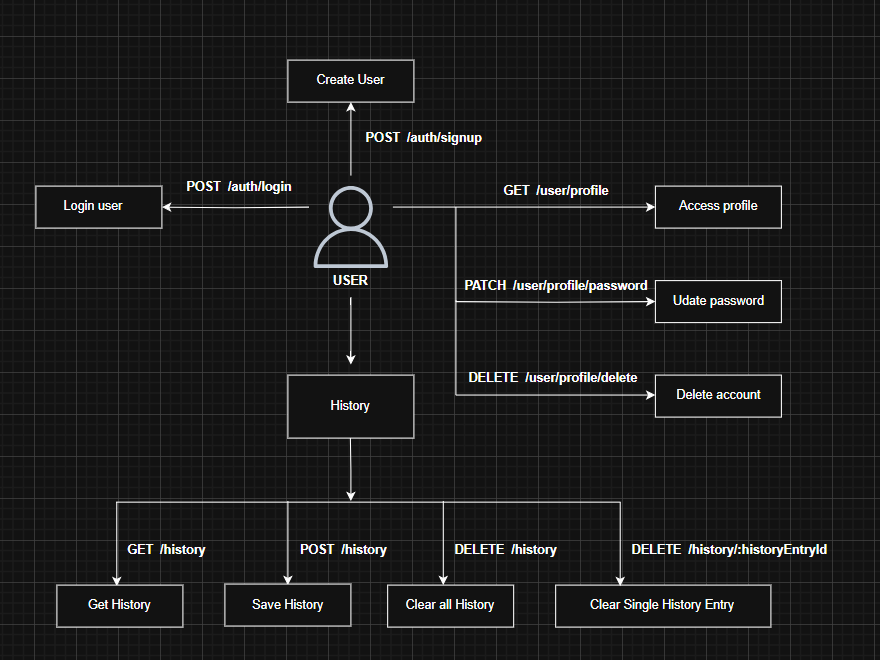 Create User
POST /auth/signup
POST /auth/login
GET /user/profile
Login user
Access profile
USER
PATCH /user/profile/password
Udate password
DELETE /user/profile/delete
Delete account
History
GET /history
POST /history
DELETE /history
DELETE /history/:historyEntryId
Get History
Save History
Clear all History
Clear Single History Entry